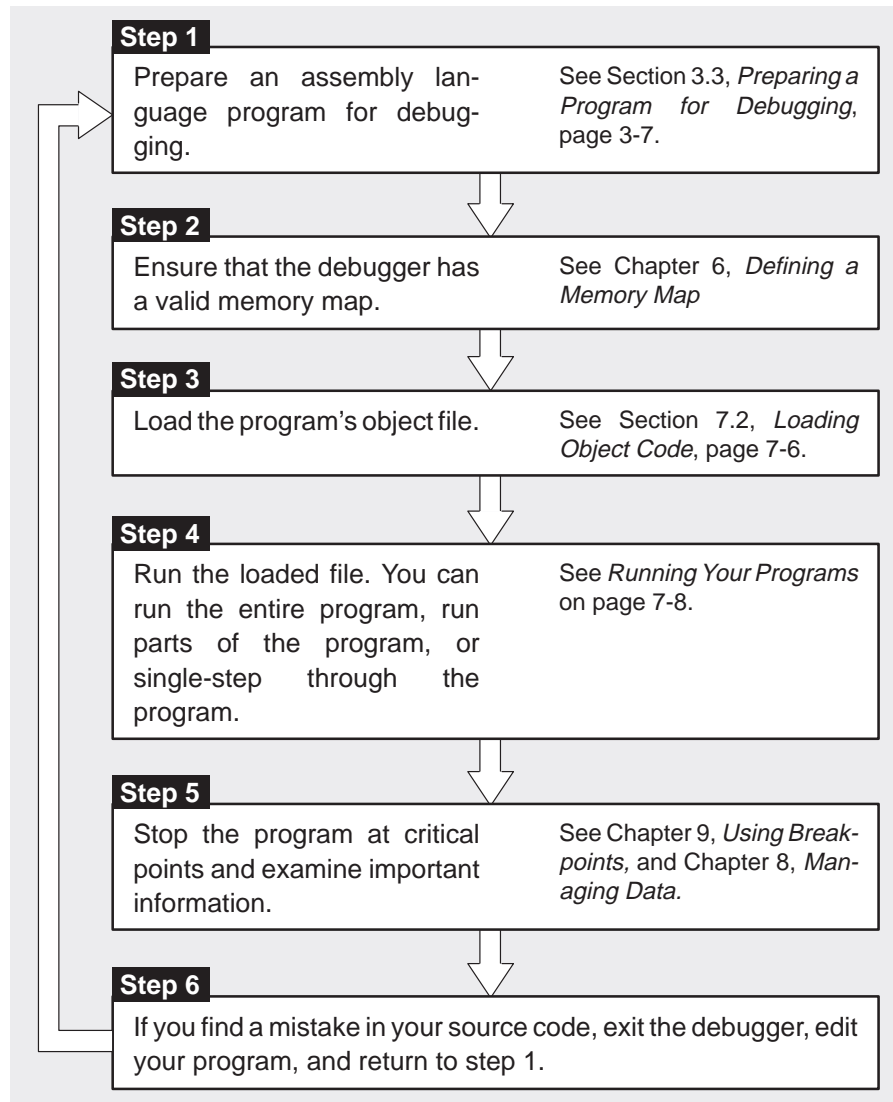 Step 1
Prepare an assembly lan-
guage program for debug-
ging.
See Section 3.3, Preparing a
Program for Debugging,
page 3-7.
Step 2
Ensure that the debugger has
a valid memory map.
See Chapter 6, Defining a
Memory Map
Step 3
Load the program’s object file.
See Section 7.2, Loading
Object Code, page 7-6.
Step 4
Run the loaded file. You can
run the entire program, run
parts of the program, or
single-step through the
program.
See Running Your Programs
on page 7-8.
Step 5
Stop the program at critical
points and examine important
information.
See Chapter 9, Using Break-
points, and Chapter 8, Man-
aging Data.
Step 6
If you find a mistake in your source code, exit the debugger, edit
your program, and return to step 1.